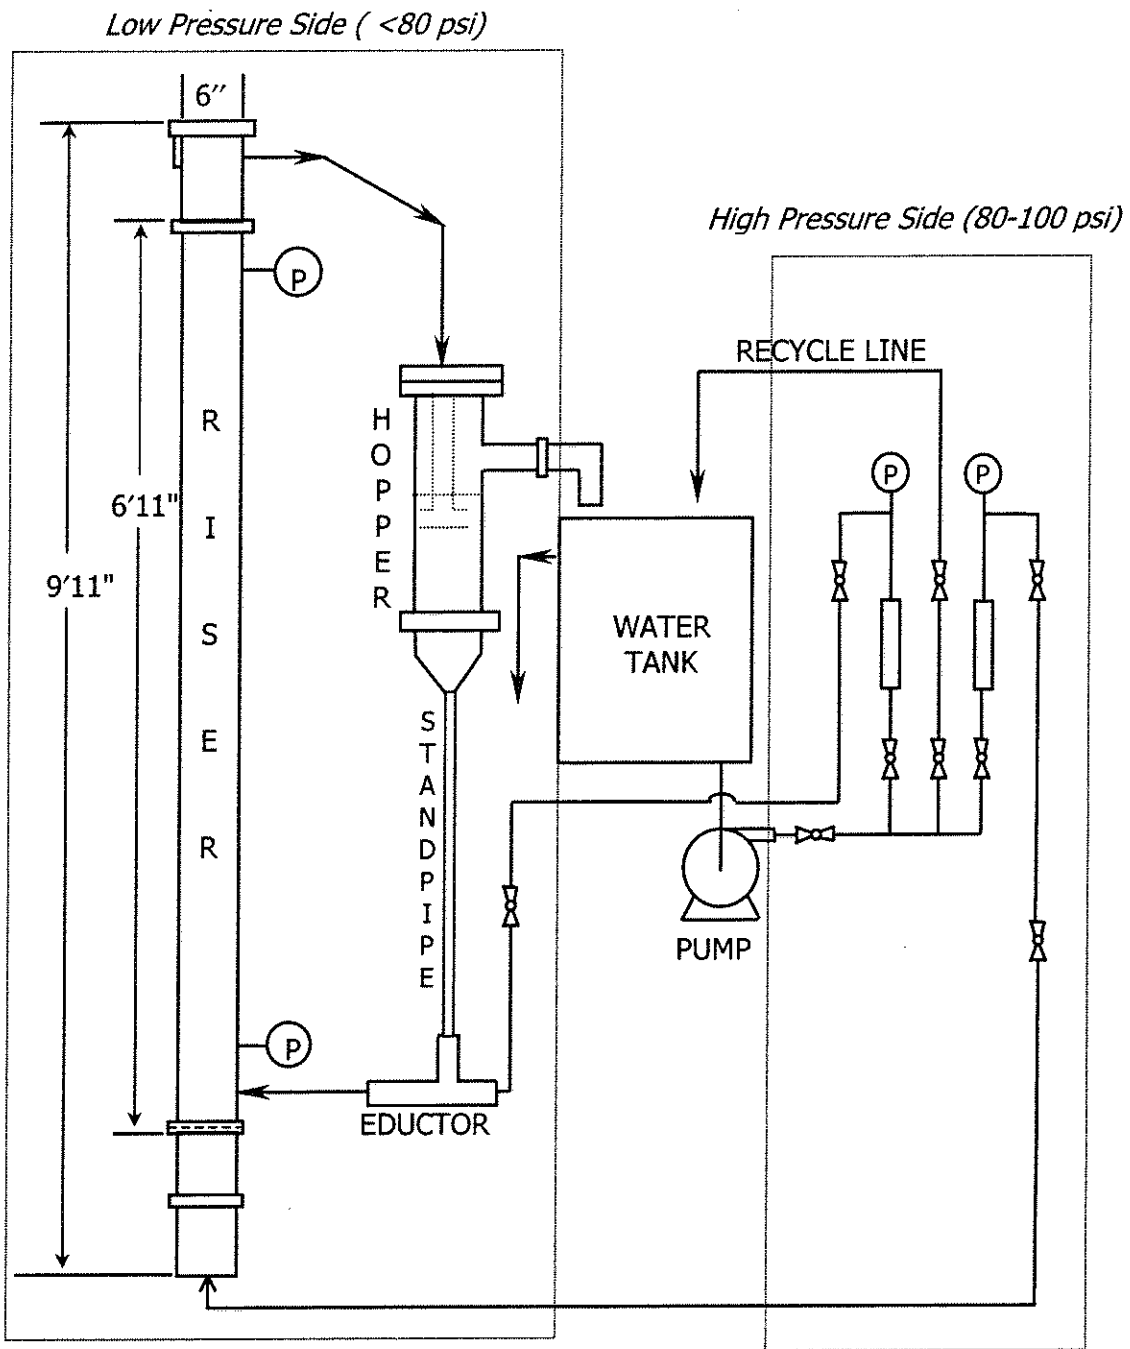 Low Pressure Side ( <80 psi)
6''
High Pressure Side (80-100 psi)
P
RECYCLE LINE
HOPPER
RISER
P
P
6'11"
9'11"
WATER
TANK
STANDPIPE
PUMP
P
EDUCTOR